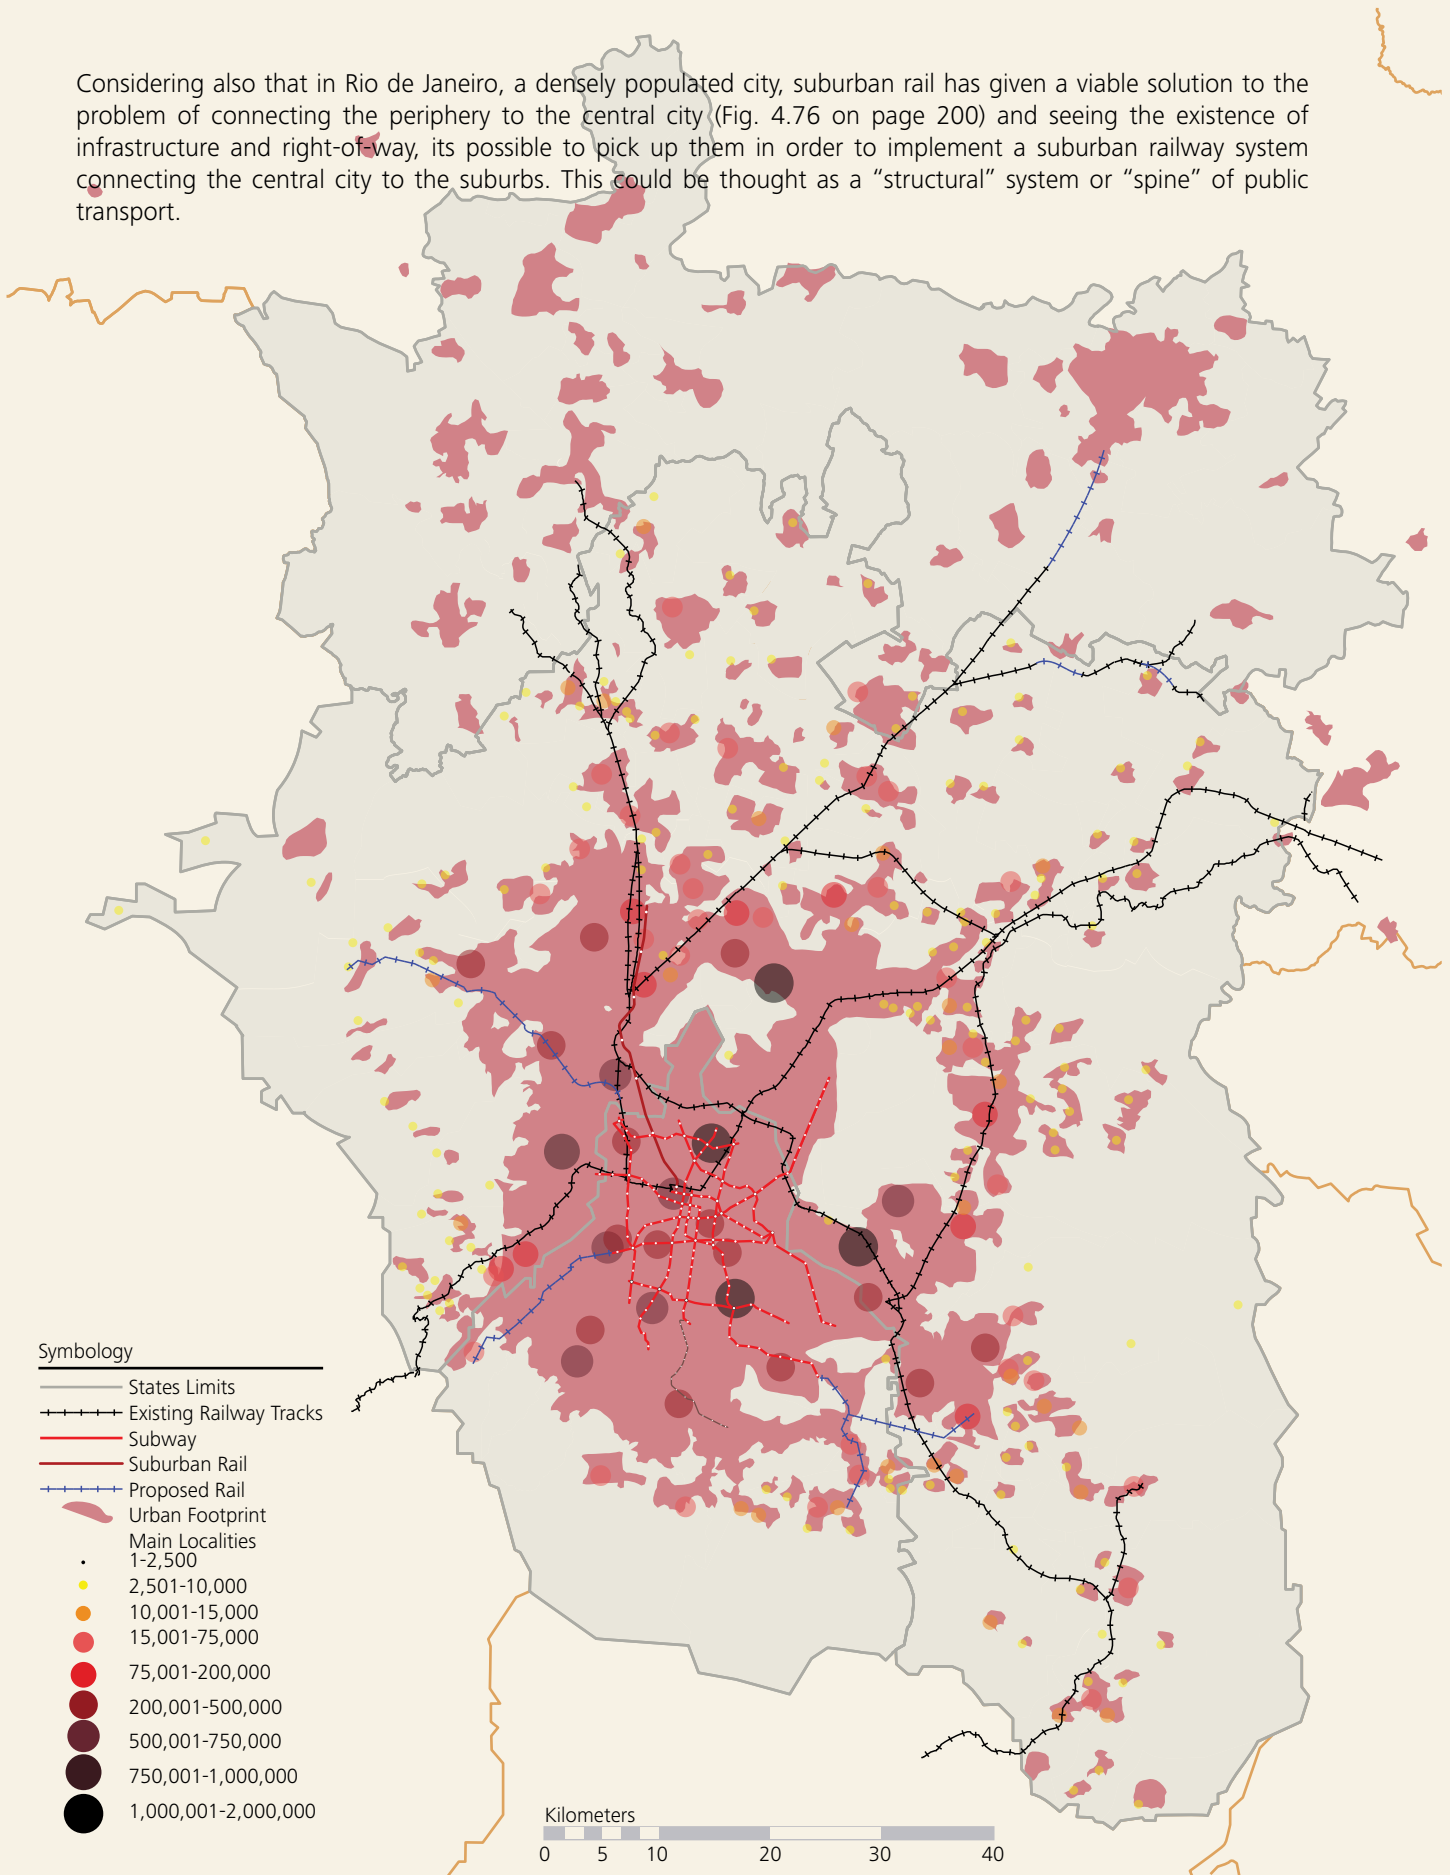 Considering also that in Rio de Janeiro, a densely populated city, suburban rail has given a viable solution to the
problem of connecting the periphery to the central city (Fig. 4.76 on page 200) and seeing the existence of
infrastructure and right-of-way, its possible to pick up them in order to implement a suburban railway system
connecting the central city to the suburbs. This could be thought as a “structural” system or “spine” of public
transport.
Symbology
States Limits
Existing Railway Tracks
Subway
Suburban Rail
Proposed Rail
Urban Footprint
Main Localities
1-2,500
2,501-10,000
10,001-15,000
15,001-75,000
75,001-200,000
200,001-500,000
500,001-750,000
750,001-1,000,000
1,000,001-2,000,000
Kilometers
0 5 10 20 30 40